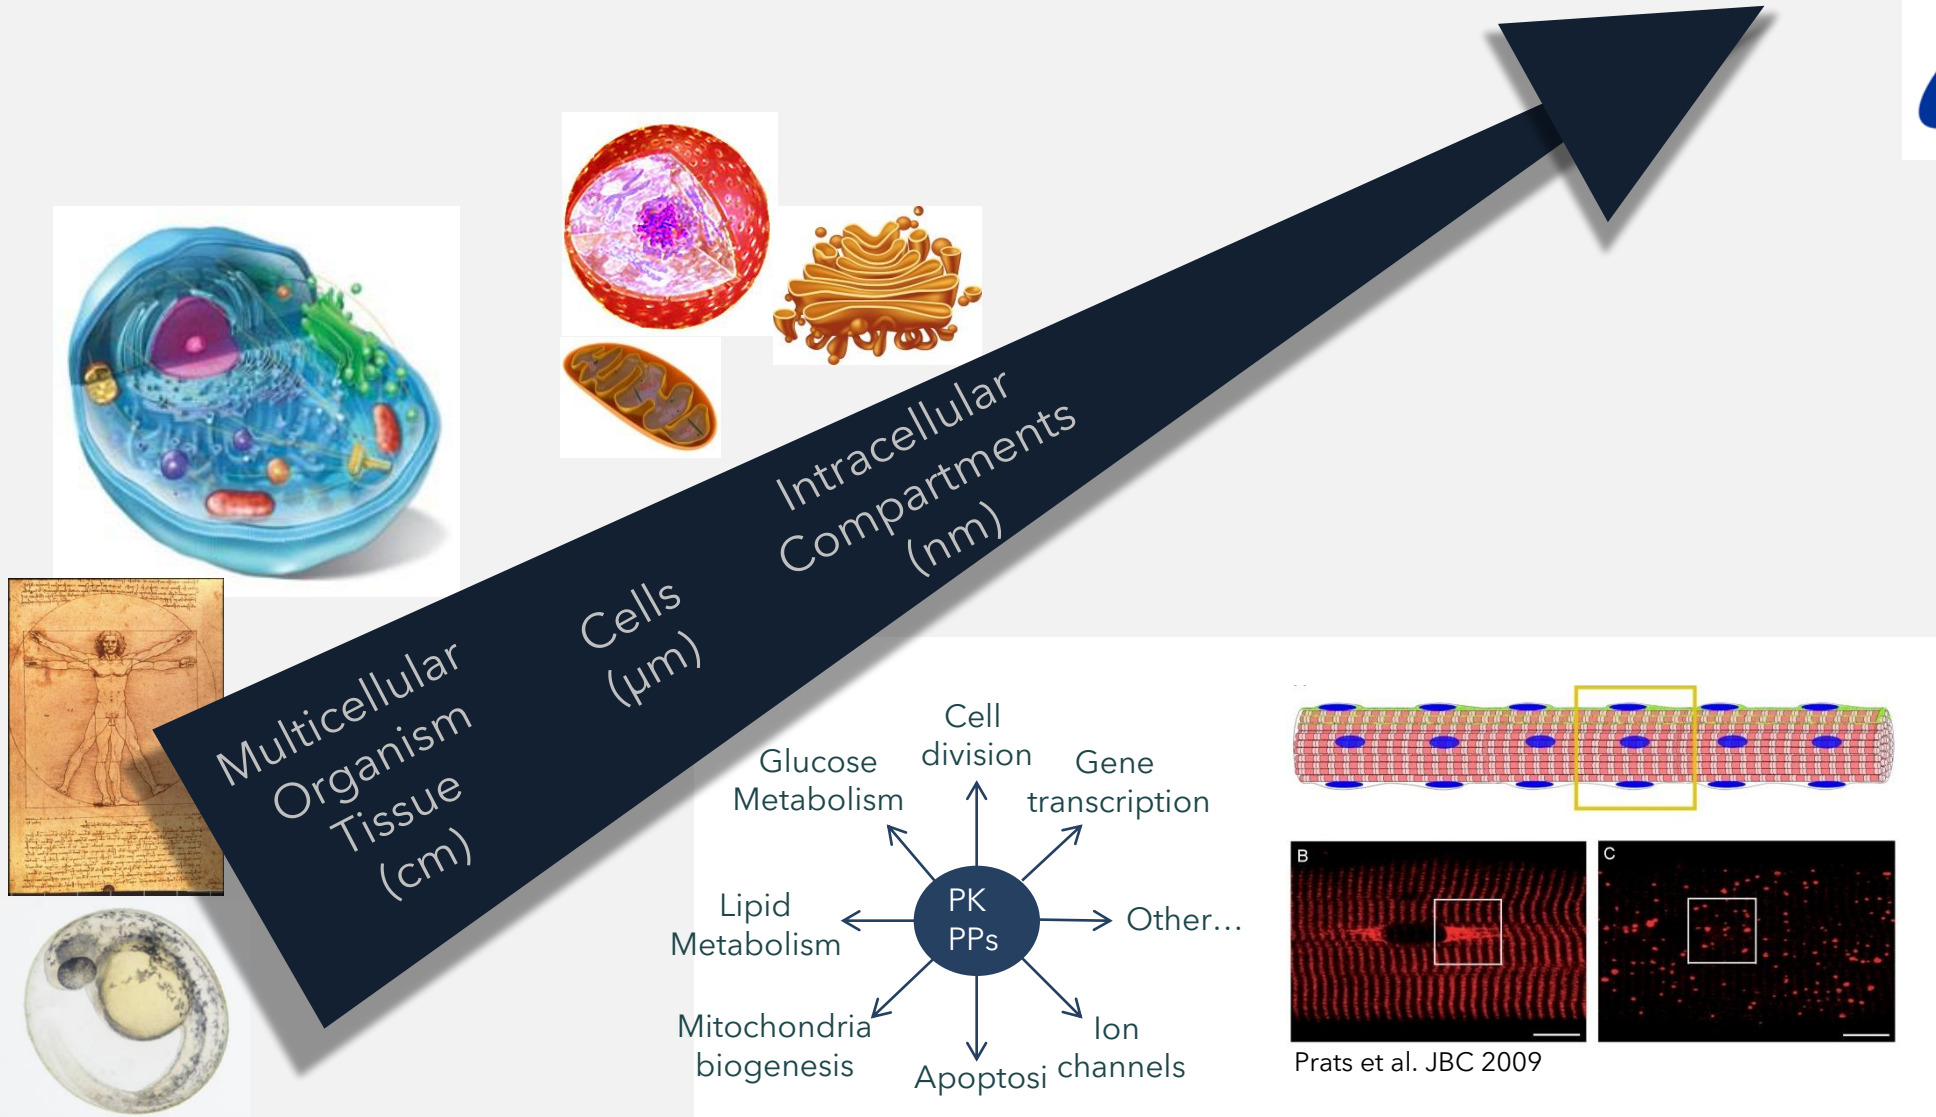 Multicellular
Organism
Tissue
(cm)
Cells
(μm)
Intracellular
Compartments
(nm)
Cell
division
Glucose
Metabolism
Gene
transcription
Lipid
Metabolism
PK
PPs
Other...
Mitochondria
biogenesis
Apoptosi
Ion
channels
B
C
Prats et al. JBC 2009